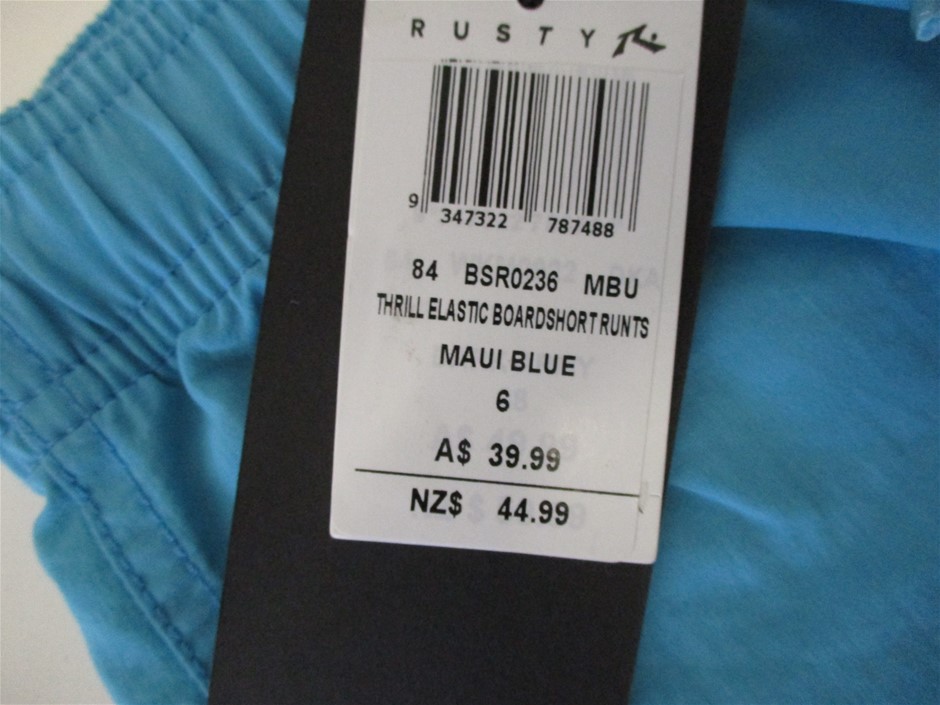 RUSTY
9 347322 787488
84 BSR0236 MBU
THRILL ELASTIC BOARDSHORT RUNTS
MAUI BLUE
6
A$ 39.99
NZ$ 44.99